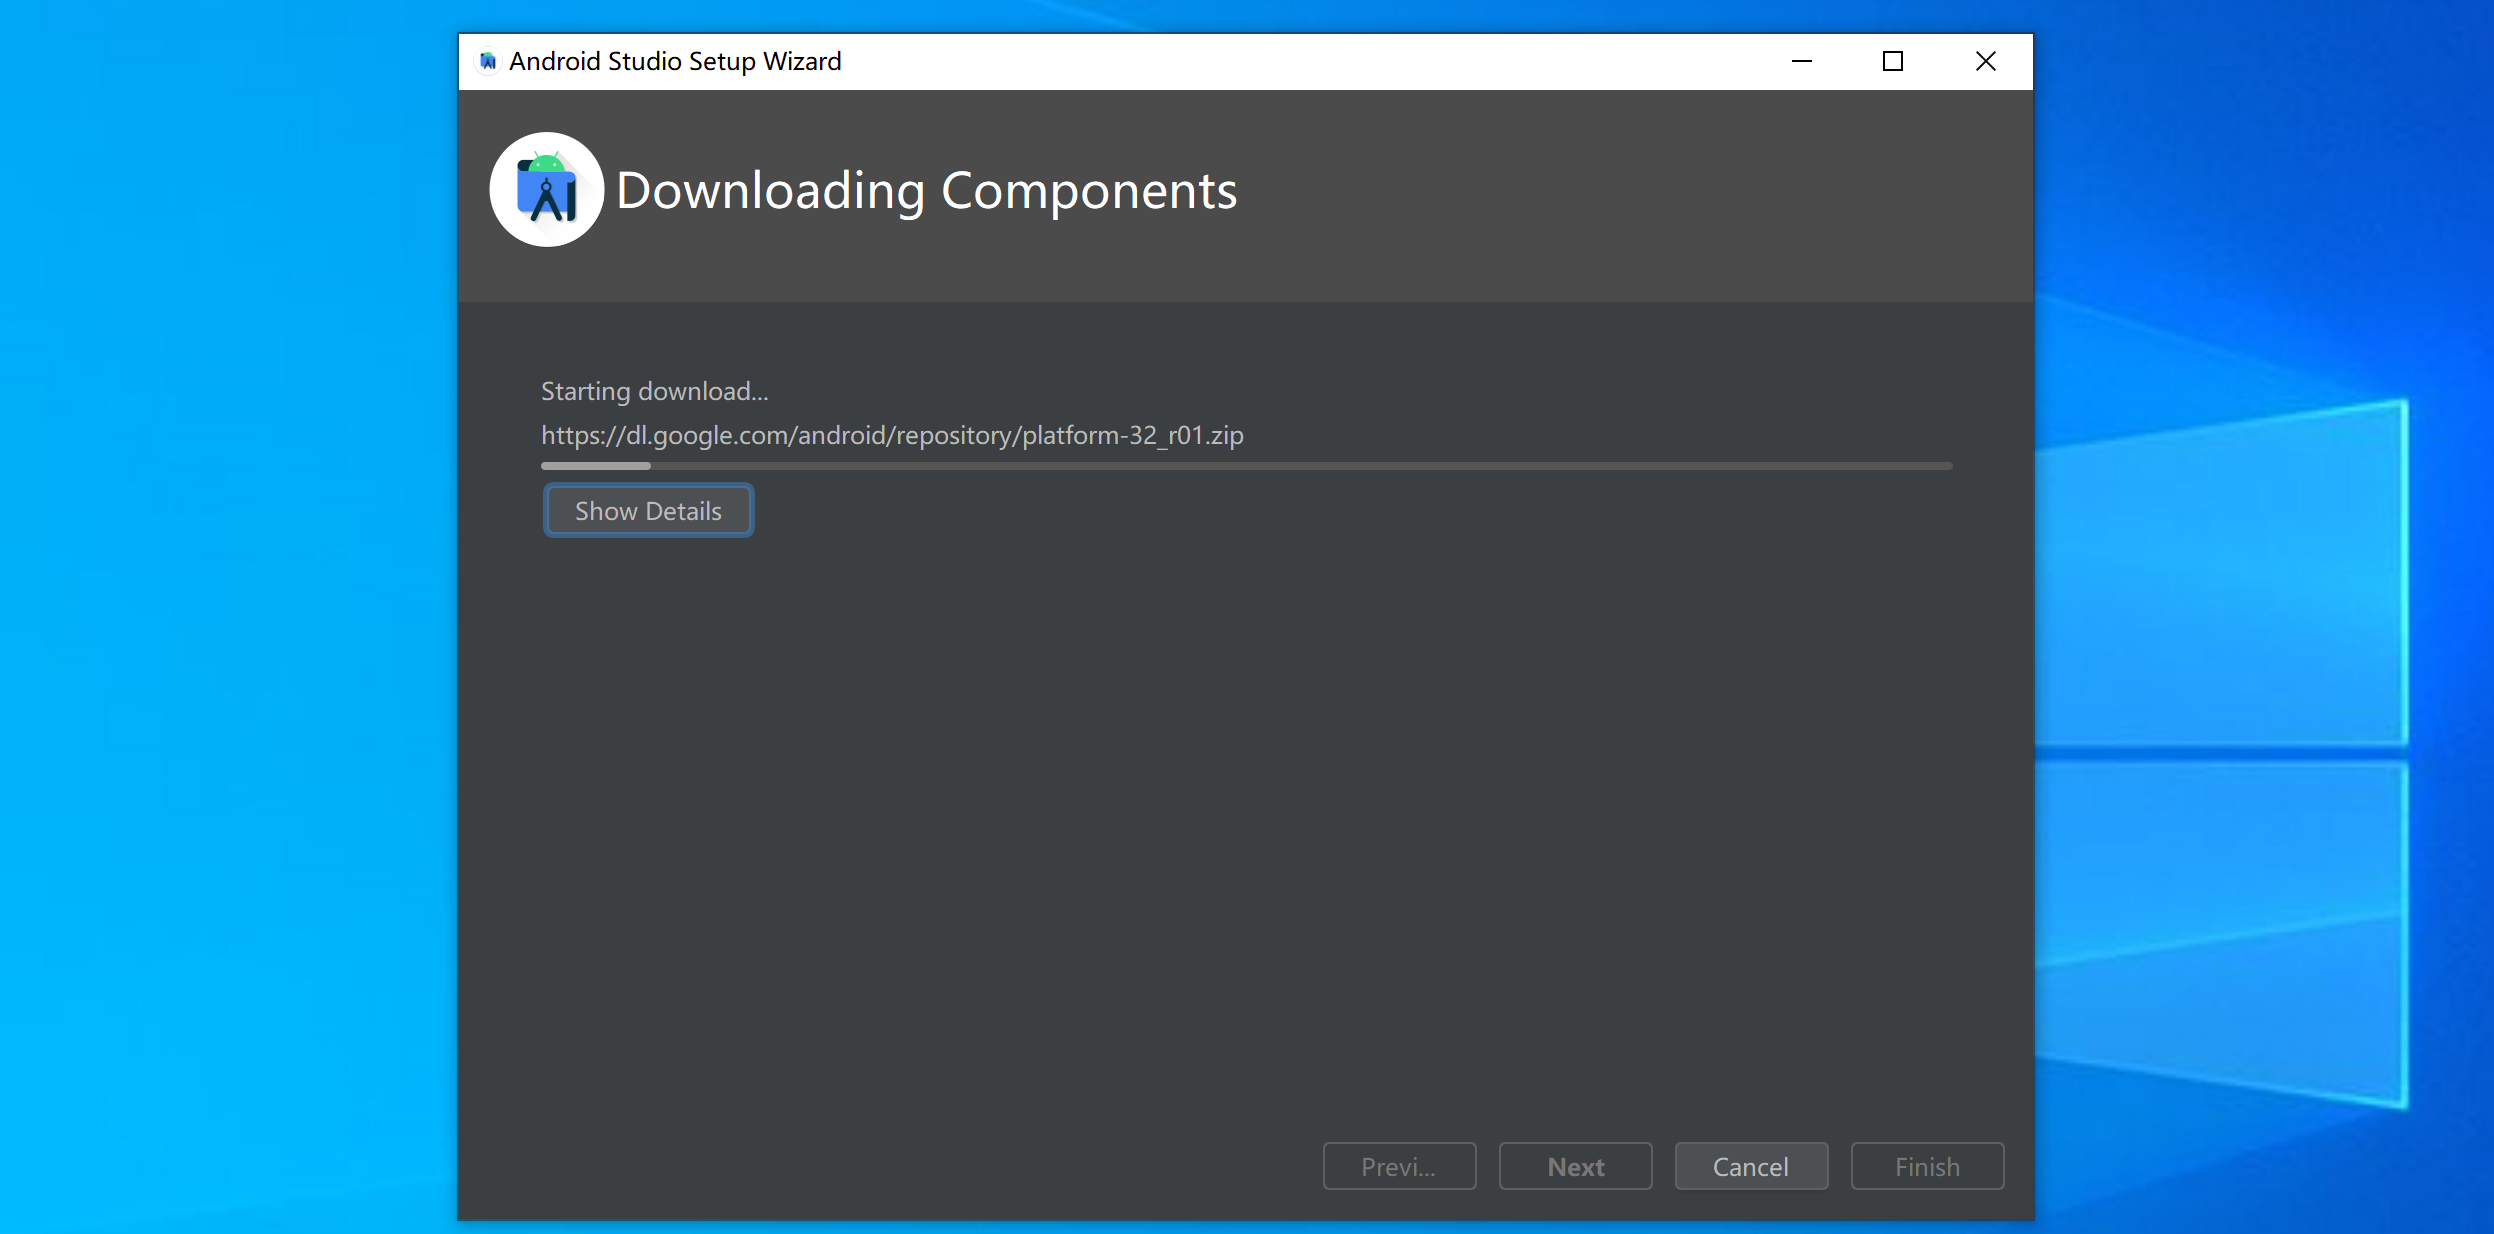 Android Studio Setup Wizard
Downloading Components
Starting download...
https://dl.google.com/android/repository/platform-32_r01.zip
Show Details
Previ... Next Cancel Finish